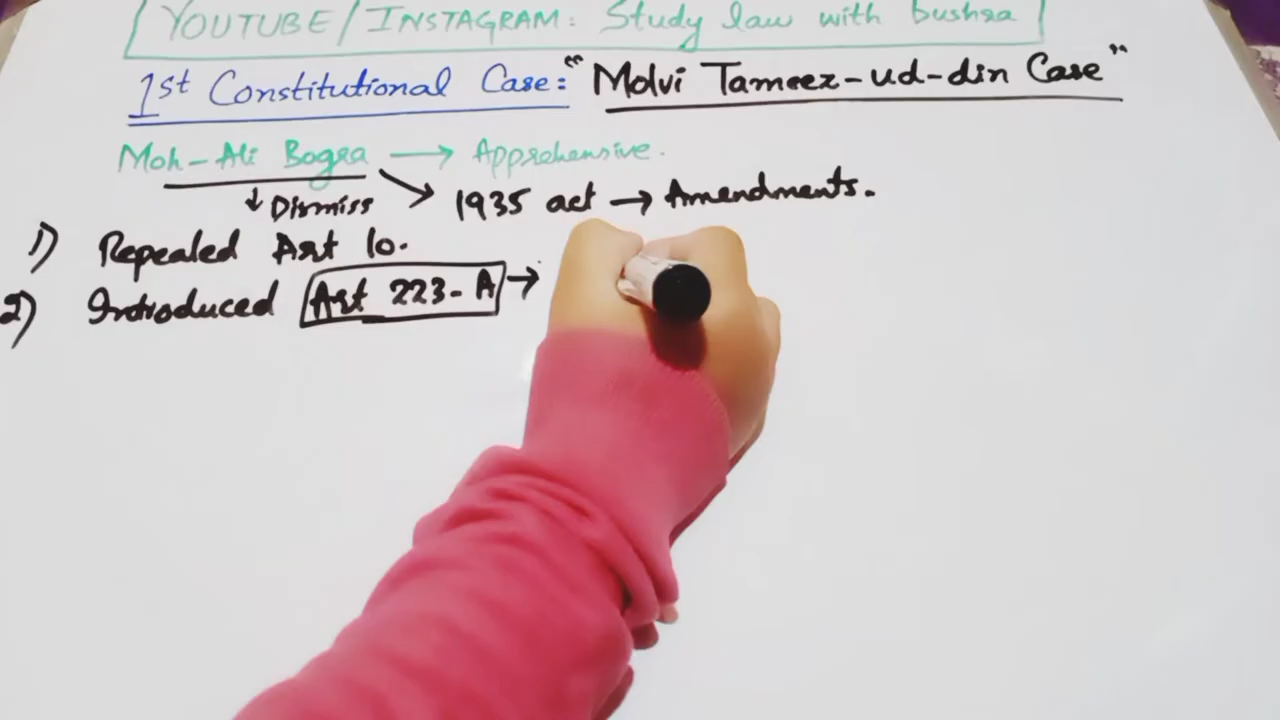 YOUTUBE/INSTAGRAM: Study law with bushra
1st Constitutional Case: "Molvi Tameez-ud-din Case"
Moh-Ali Bogra → Apprehensive.
↓ Dismiss → 1935 act → Amendments.
1) Repealed Art 10.
2) Introduced Art 223-A →